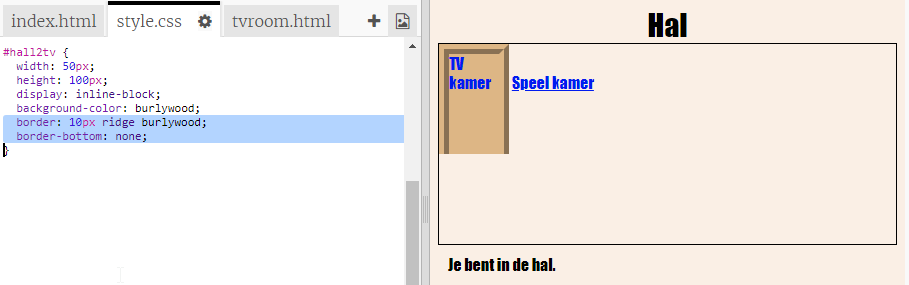 index.html style.css tvroom.html
#hall2tv {
width: 50px;
height: 100px;
display: inline-block;
background-color: burlywood;
border: 10px ridge burlywood;
border-bottom: none;
}
Hal
TV
kamer
Speel kamer
Je bent in de hal.